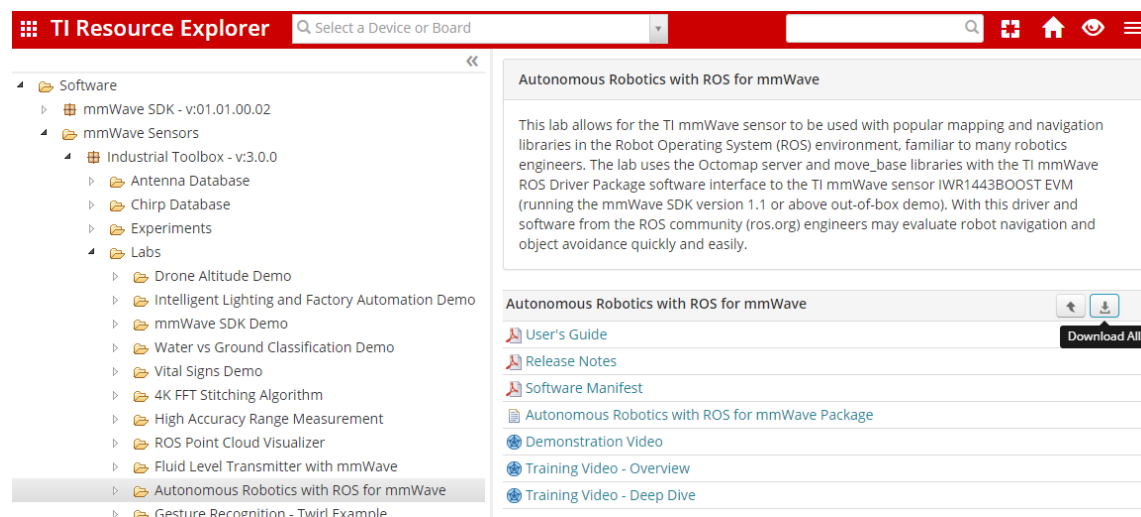 TI Resource Explorer
Select a Device or Board
Software
mmWave SDK - v:01.01.00.02
mmWave Sensors
Industrial Toolbox - v:3.0.0
Antenna Database
Chirp Database
Experiments
Labs
Drone Altitude Demo
Intelligent Lighting and Factory Automation Demo
mmWave SDK Demo
Water vs Ground Classification Demo
Vital Signs Demo
4K FFT Stitching Algorithm
High Accuracy Range Measurement
ROS Point Cloud Visualizer
Fluid Level Transmitter with mmWave
Autonomous Robotics with ROS for mmWave
Gesture Recognition - Twirl Example
Autonomous Robotics with ROS for mmWave
This lab allows for the TI mmWave sensor to be used with popular mapping and navigation
libraries in the Robot Operating System (ROS) environment, familiar to many robotics
engineers. The lab uses the Octomap server and move_base libraries with the TI mmWave
ROS Driver Package software interface to the TI mmWave sensor IWR1443BOOST EVM
(running the mmWave SDK version 1.1 or above out-of-box demo). With this driver and
software from the ROS community (ros.org) engineers may evaluate robot navigation and
object avoidance quickly and easily.
Autonomous Robotics with ROS for mmWave
Download All
User's Guide
Release Notes
Software Manifest
Autonomous Robotics with ROS for mmWave Package
Demonstration Video
Training Video - Overview
Training Video - Deep Dive